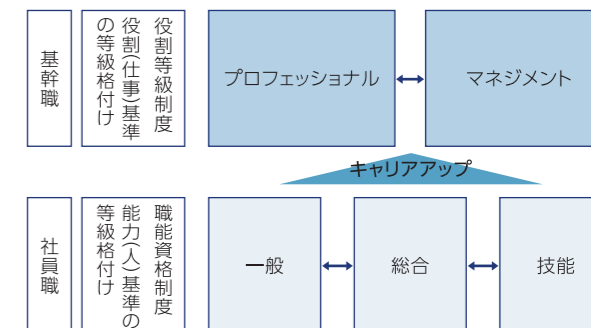 基幹職
役割等級制度
役割(仕事)基準
の等級格付け
プロフェッショナル
マネジメント
キャリアアップ
社員職
職能資格制度
能力(人)基準の
等級格付け
一般
総合
技能